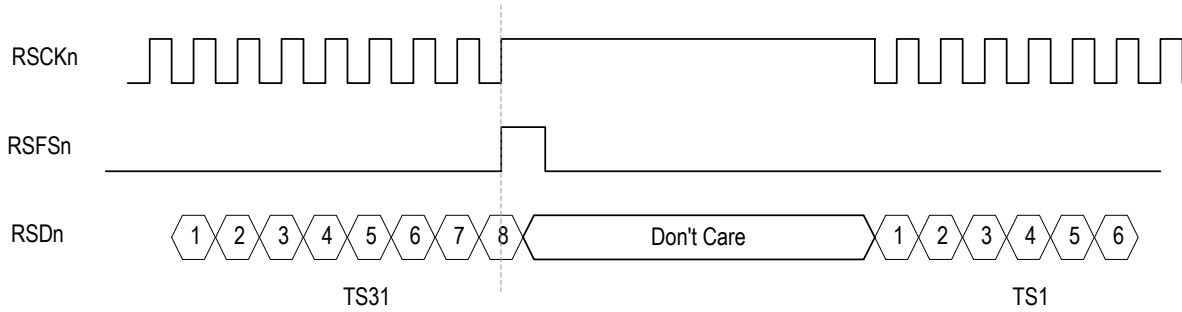 RSCKn
RSFSn
RSDn 1 2 3 4 5 6 7 8 Don't Care 1 2 3 4 5 6
TS31 TS1